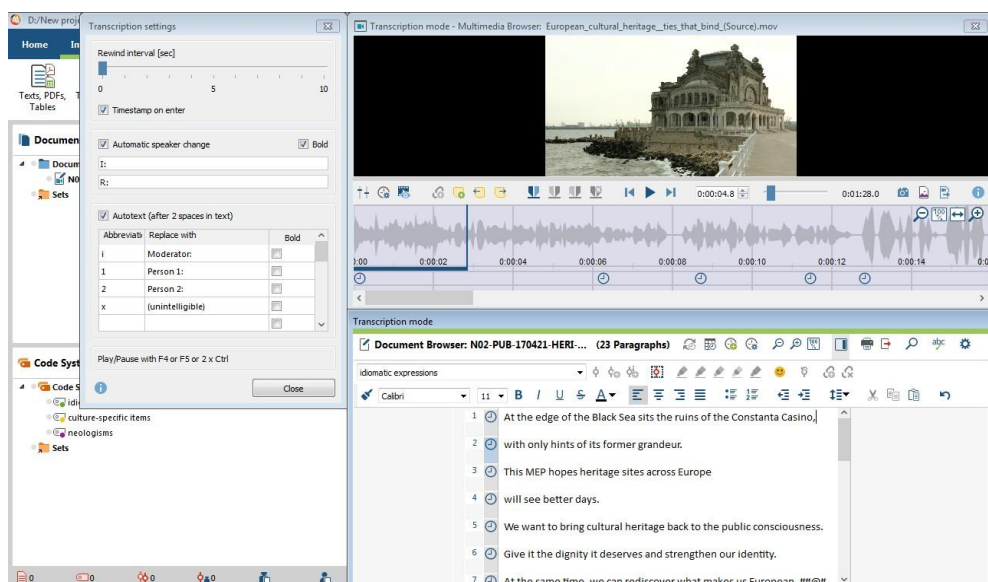 D:/New proje
Home
In
Texts, PDFs,
Tables
T
Documen
Docum
N0
Sets
Code Syst
Code S
idi
culture-specific items
neologisms
Sets
0
0
0
0
Transcription settings
Rewind interval [sec]
0 5 10
Timestamp on enter
Automatic speaker change
Bold
I:
R:
Autotext (after 2 spaces in text)
Abbreviati Replace with Bold
i Moderator:
1 Person 1:
2 Person 2:
x (unintelligible)
Play/Pause with F4 or F5 or 2 x Ctrl
Close
Transcription mode - Multimedia Browser: European_cultural_heritage__ties_that_bind_(Source).mov
0:00:04.8
0:01:28.0
0:00:02 0:00:04 0:00:06 0:00:08 0:00:10 0:00:12 0:00:14
Transcription mode
Document Browser: N02-PUB-170421-HERI-... (23 Paragraphs)
idiomatic expressions
Calibri 11 B I U S A
1 At the edge of the Black Sea sits the ruins of the Constanta Casino,
2 with only hints of its former grandeur.
3 This MEP hopes heritage sites across Europe
4 will see better days.
5 We want to bring cultural heritage back to the public consciousness.
6 Give it the dignity it deserves and strengthen our identity.
7 At the same time, we can rediscover what makes us European. ##@#